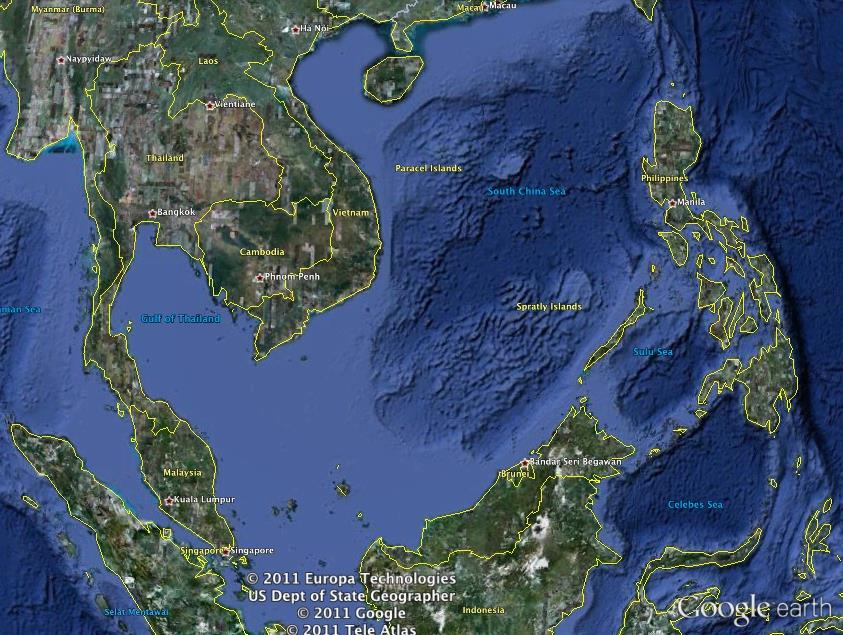 Myanmar (Burma)
Macau
Macau
Hà Nội
Naypyidaw
Laos
Vientiane
Thailand
Paracel Islands
South China Sea
Philippines
Manila
Bangkok
Vietnam
Cambodia
Phnom Penh
man Sea
Gulf of Thailand
Spratly Islands
Sulu Sea
Bandar Seri Begawan
Brunei
Malaysia
Kuala Lumpur
Celebes Sea
Singapore
Singapore
© 2011 Europa Technologies
US Dept of State Geographer
© 2011 Google
© 2011 Tele Atlas
Selat Mentawai
Indonesia
Google earth